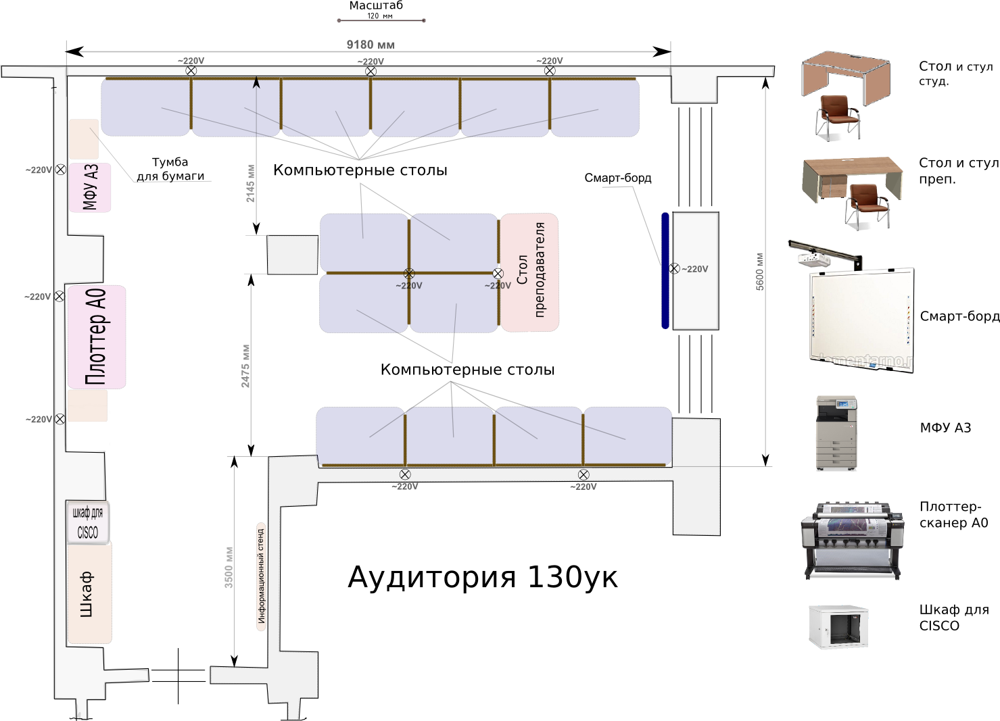 Масштаб
120 мм
9180 мм
~220V
~220V
~220V
Стол и стул
студ.
Тумба
для бумаги
Компьютерные столы
2145 мм
~220V
МФУ А3
Смарт-борд
Стол и стул
преп.
Стол
преподавателя
~220V
~220V
~220V
5600 мм
~220V
Плоттер А0
Смарт-борд
lamentarno.r
2475 мм
Компьютерные столы
~220V
МФУ А3
~220V
~220V
шкаф для
CISCO
Плоттер-
сканер А0
3500 мм
Информационный стенд
Шкаф
Аудитория 130ук
Шкаф для
CISCO